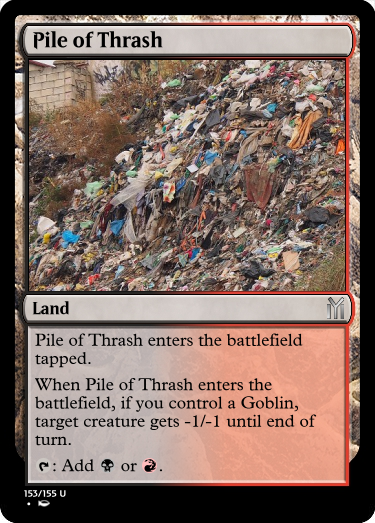 Pile of Thrash
Land
Pile of Thrash enters the battlefield
tapped.
When Pile of Thrash enters the
battlefield, if you control a Goblin,
target creature gets -1/-1 until end of
turn.
: Add or .
153/155 U